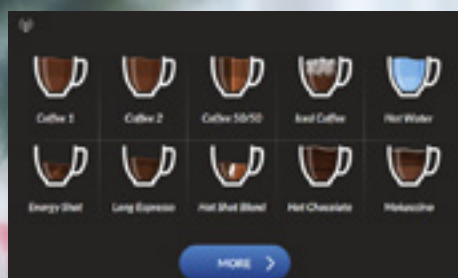 Coffee 1 Coffee 2 Coffee 50/50 Iced Coffee Hot Water
Energy Shot Long Espresso Hot Shot Blend Hot Chocolate Mokaccino
MORE